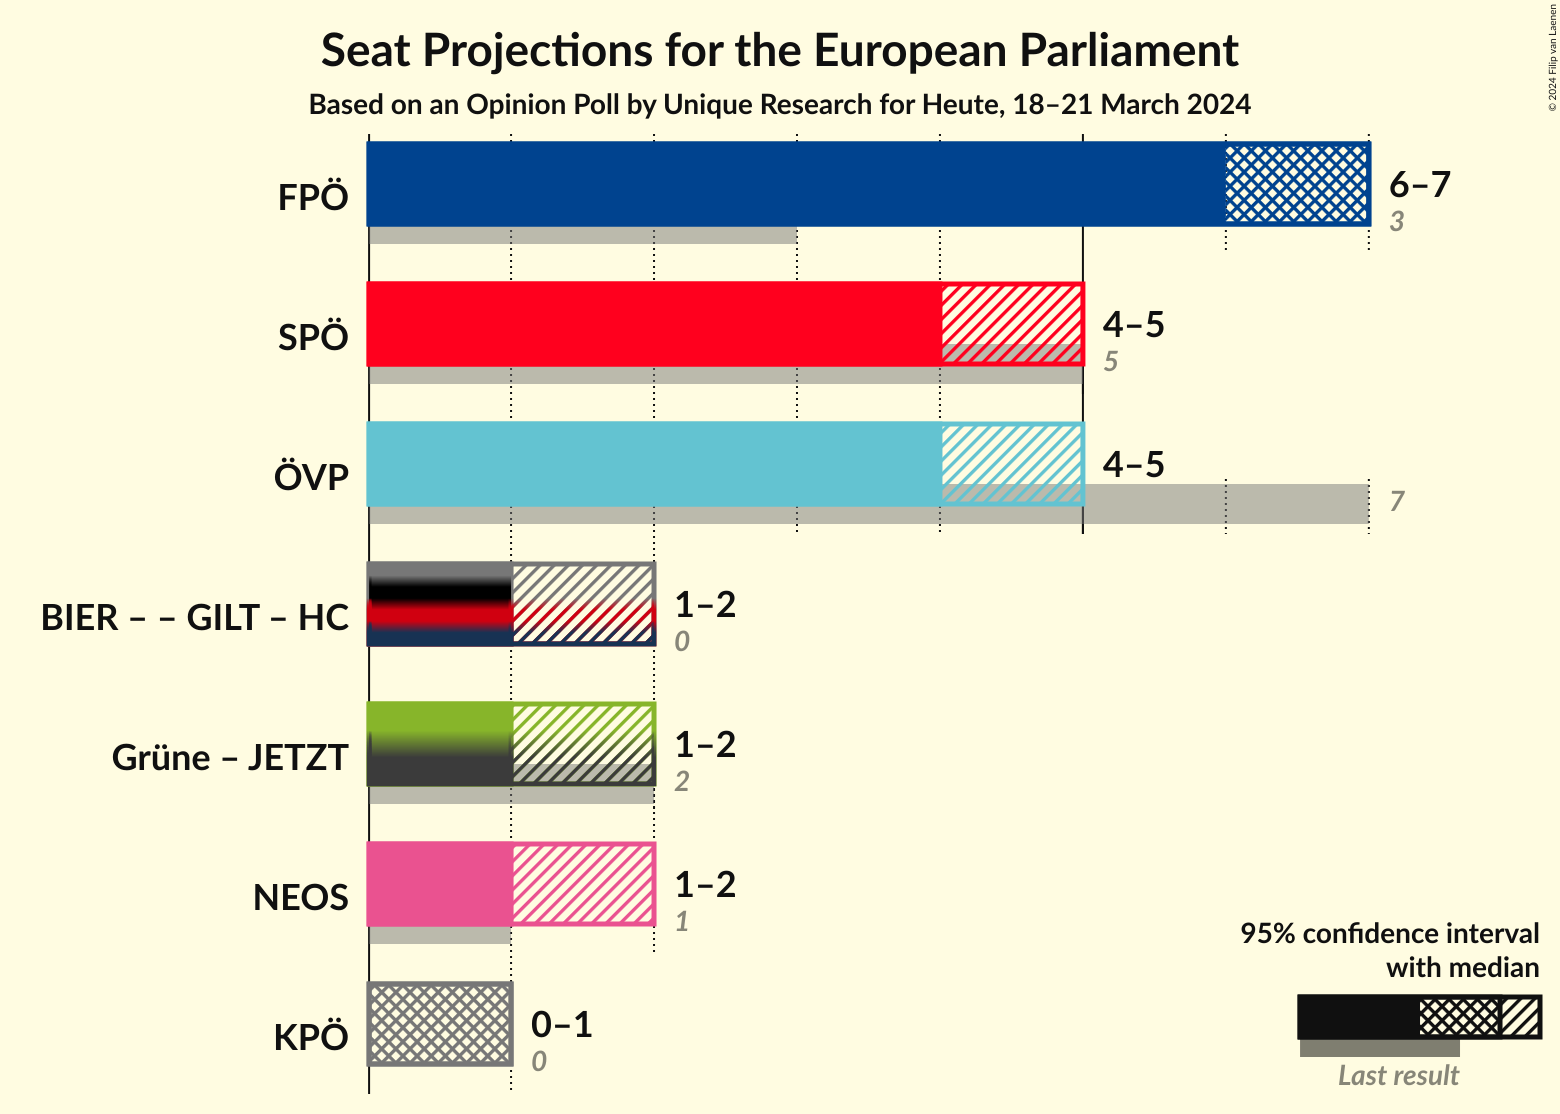 Seat Projections for the European Parliament
Based on an Opinion Poll by Unique Research for Heute, 18–21 March 2024
© 2024 Filip van Laenen
FPÖ
6–7
3
SPÖ
4–5
5
ÖVP
4–5
7
BIER – – GILT – HC
1–2
0
Grüne – JETZT
1–2
2
NEOS
1–2
1
KPÖ
0–1
0
95% confidence interval
with median
Last result